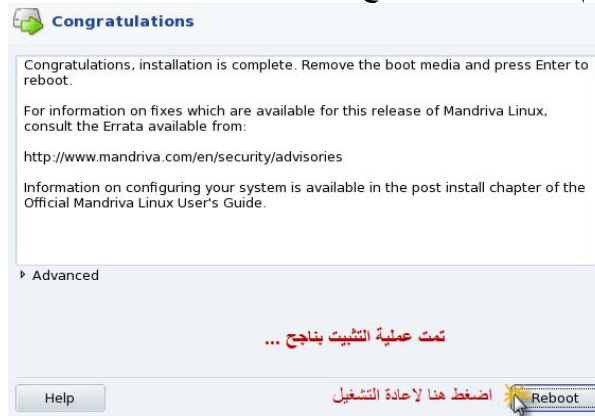 Congratulations
Congratulations, installation is complete. Remove the boot media and press Enter to
reboot.
For information on fixes which are available for this release of Mandriva Linux,
consult the Errata available from:
http://www.mandriva.com/en/security/advisories
Information on configuring your system is available in the post install chapter of the
Official Mandriva Linux User's Guide.
Advanced
تمت عملية التثبيت بناجح ...
Help
اضغط هنا لاعادة التشغيل
Reboot